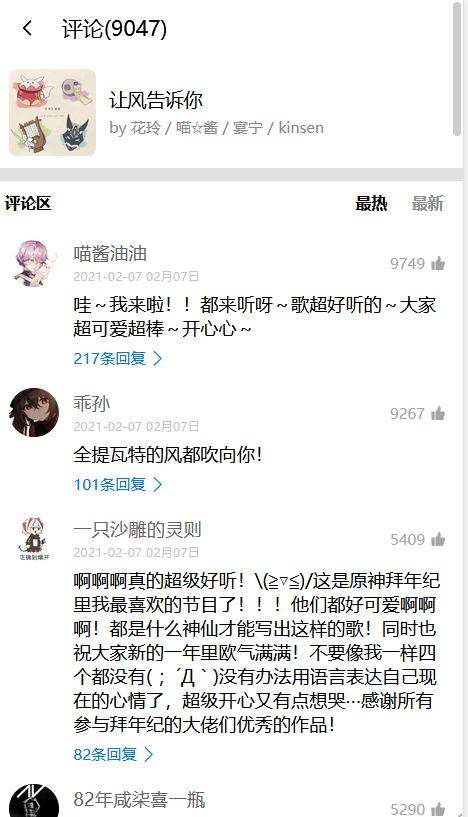 评论(9047)
让风告诉你
by 花玲 / 喵☆酱 / 宴宁 / kinsen
评论区
最热
最新
喵酱油油
9749
2021-02-07 02月07日
哇～我来啦！！都来听呀～歌超好听的～大家
超可爱超棒～开心心～
217条回复
乖孙
9267
2021-02-07 02月07日
全提瓦特的风都吹向你！
101条回复
一只沙雕的灵则
5409
2021-02-07 02月07日
正确到爆开
啊啊啊真的超级好听！\(≧▽≦)/这是原神拜年纪
里我最喜欢的节目了！！！他们都好可爱啊啊
啊！都是什么神仙才能写出这样的歌！同时也
祝大家新的一年里欧气满满！不要像我一样四
个都没有( ；´Д｀)没有办法用语言表达自己现
在的心情了，超级开心又有点想哭…感谢所有
参与拜年纪的大佬们优秀的作品！
82条回复
82年咸柒喜一瓶
5290